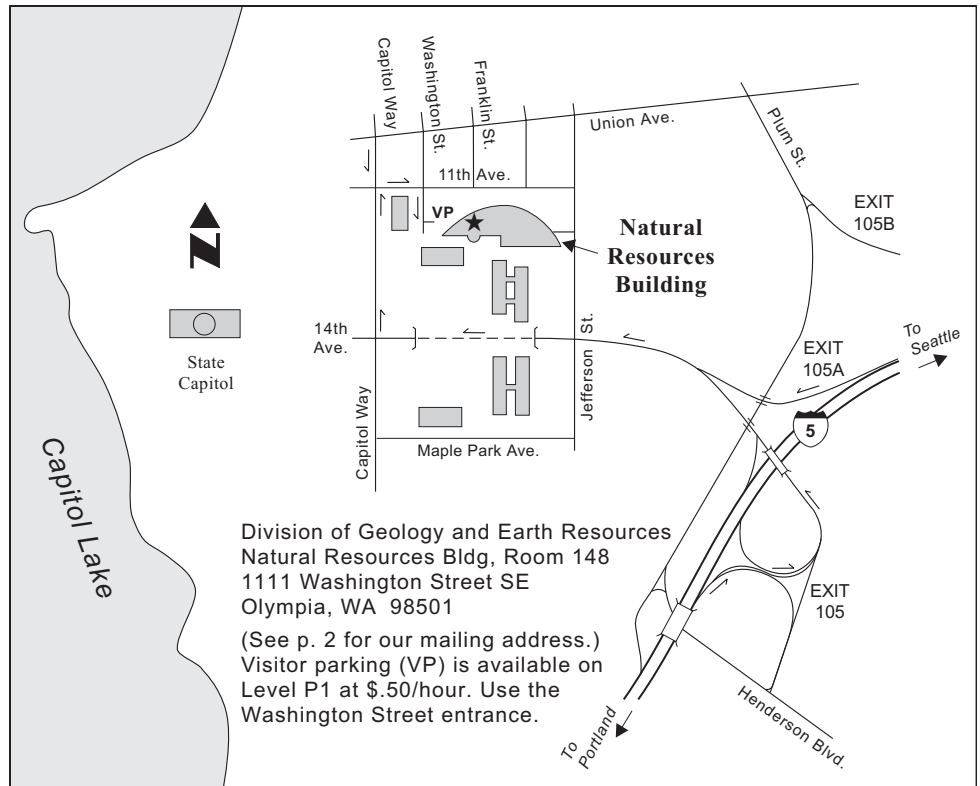 Capitol Way
Washington St.
Franklin St.
Union Ave.
Plum St.
11th Ave.
VP
EXIT
105B
Natural
Resources
Building
N
State
Capitol
14th
Ave.
Jefferson St.
EXIT
105A
To
Seattle
5
Capitol Way
Maple Park Ave.
Capitol Lake
Division of Geology and Earth Resources
Natural Resources Bldg, Room 148
1111 Washington Street SE
Olympia, WA 98501
(See p. 2 for our mailing address.)
Visitor parking (VP) is available on
Level P1 at $.50/hour. Use the
Washington Street entrance.
EXIT
105
Henderson Blvd.
To
Portland